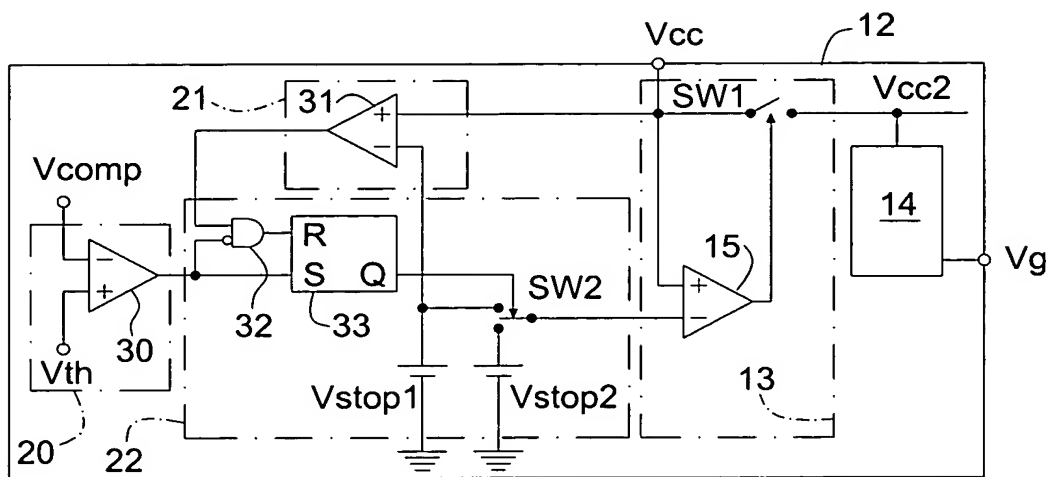 Vcc
12
21
31
+
−
SW1
Vcc2
Vcomp
14
−
+
30
Vth
20
R
S
Q
32
33
22
SW2
15
+
−
Vg
Vstop1
Vstop2
13